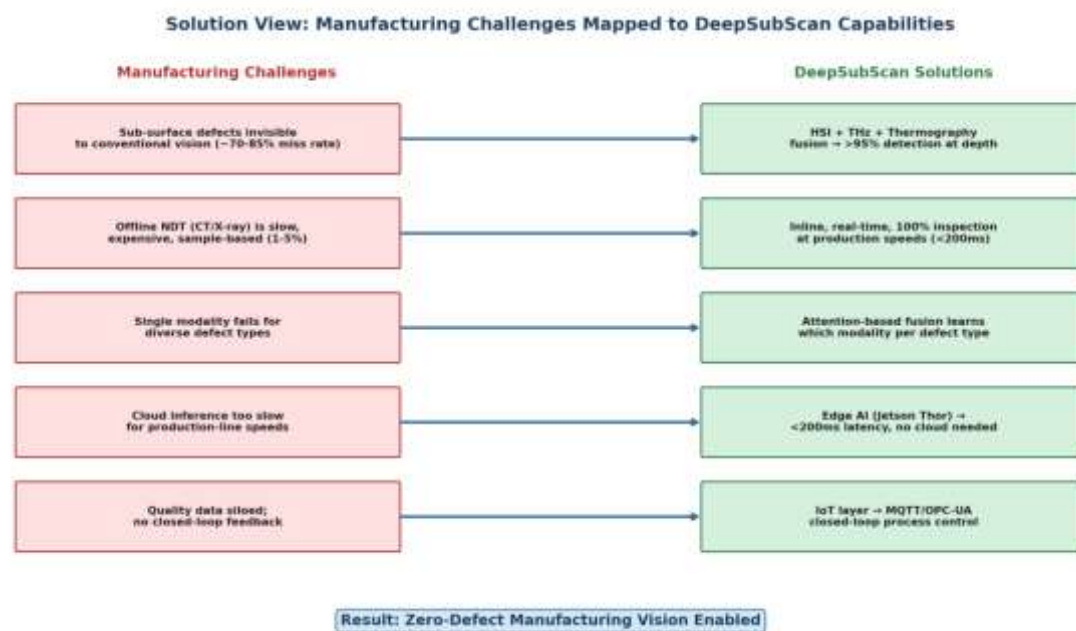 Solution View: Manufacturing Challenges Mapped to DeepSubScan Capabilities
Manufacturing Challenges
DeepSubScan Solutions
Sub-surface defects invisible
to conventional vision (~70-85% miss rate)
HSI + THz + Thermography
fusion → >95% detection at depth
Offline NDT (CT/X-ray) is slow,
expensive, sample-based (1-5%)
Inline, real-time, 100% inspection
at production speeds (<200ms)
Single modality fails for
diverse defect types
Attention-based fusion learns
which modality per defect type
Cloud inference too slow
for production-line speeds
Edge AI (Jetson Thor) →
<200ms latency, no cloud needed
Quality data siloed;
no closed-loop feedback
IoT layer → MQTT/OPC-UA
closed-loop process control
Result: Zero-Defect Manufacturing Vision Enabled